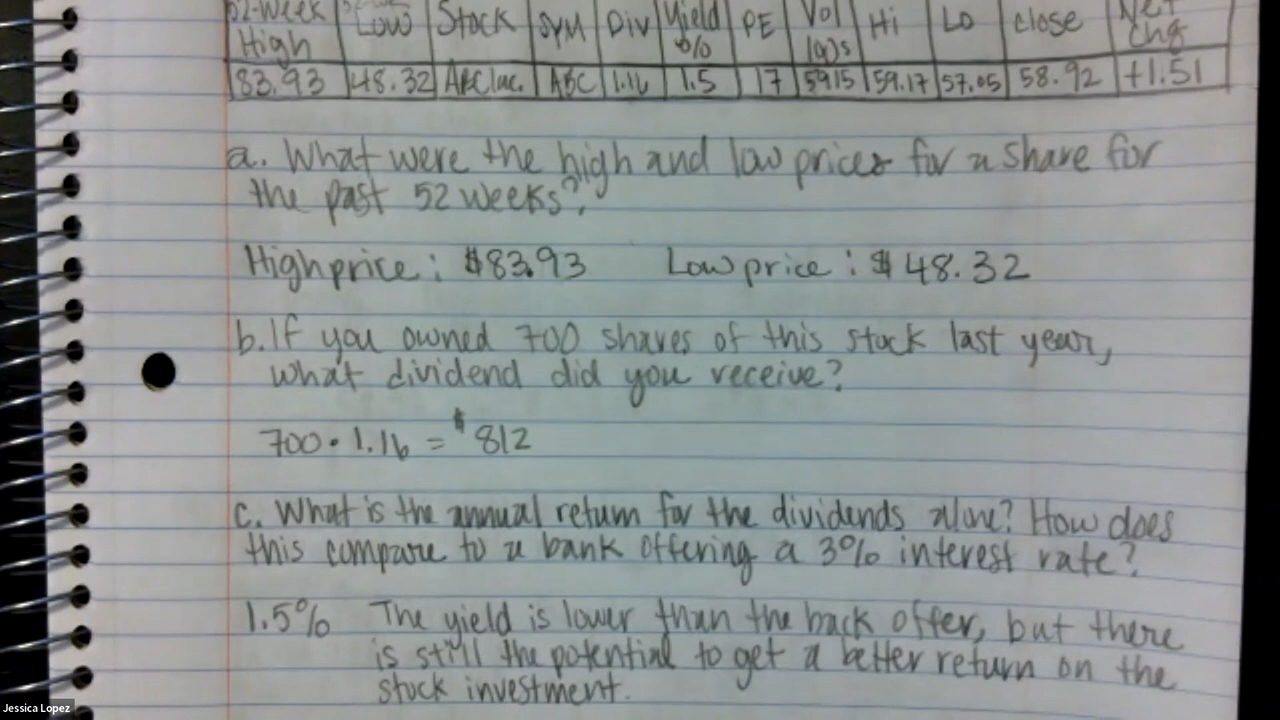 52-Week Low Stock SYM Div Yield PE Vol Hi Lo Close Net
High % 100s Chg
83.93 48.32 ABC Inc. ABC 1.16 1.5 17 5915 59.17 57.05 58.92 +1.51
a. What were the high and low prices for a share for
the past 52 weeks?
High price: $83.93 Low price: $48.32
b. If you owned 700 shares of this stock last year,
what dividend did you receive?
700 · 1.16 = $812
c. What is the annual return for the dividends alone? How does
this compare to a bank offering a 3% interest rate?
1.5% The yield is lower than the back offer, but there
is still the potential to get a better return on the
stock investment.
Jessica Lopez